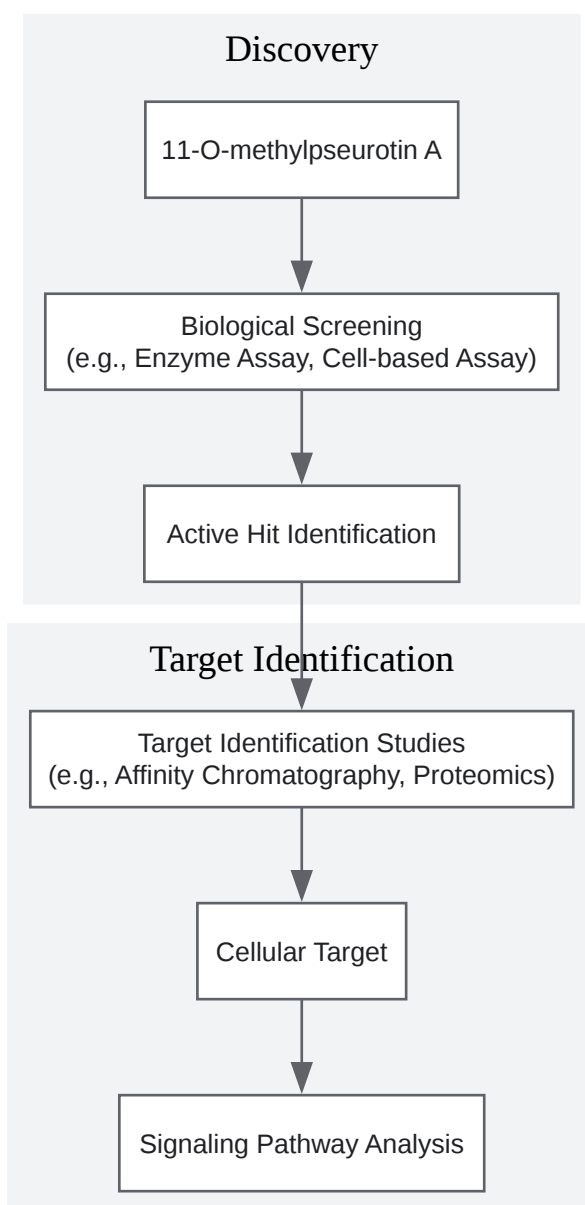 Discovery
11-O-methylpseurotin A
Biological Screening
(e.g., Enzyme Assay, Cell-based Assay)
Active Hit Identification
Target Identification
Target Identification Studies
(e.g., Affinity Chromatography, Proteomics)
Cellular Target
Signaling Pathway Analysis